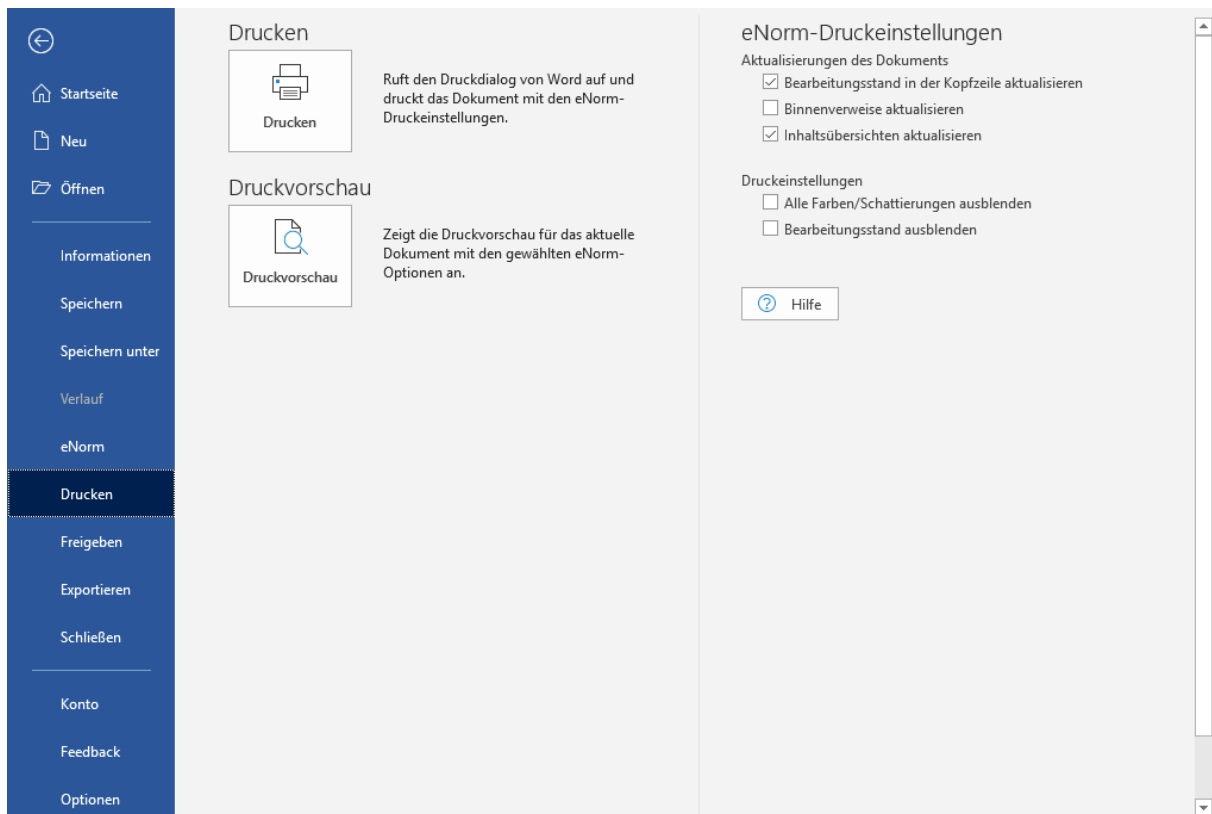 Startseite
Neu
Öffnen
Informationen
Speichern
Speichern unter
Verlauf
eNorm
Drucken
Freigeben
Exportieren
Schließen
Konto
Feedback
Optionen
Drucken
Drucken
Ruft den Druckdialog von Word auf und
druckt das Dokument mit den eNorm-
Druckeinstellungen.
Druckvorschau
Druckvorschau
Zeigt die Druckvorschau für das aktuelle
Dokument mit den gewählten eNorm-
Optionen an.
eNorm-Druckeinstellungen
Aktualisierungen des Dokuments
Bearbeitungsstand in der Kopfzeile aktualisieren
Binnenverweise aktualisieren
Inhaltsübersichten aktualisieren
Druckeinstellungen
Alle Farben/Schattierungen ausblenden
Bearbeitungsstand ausblenden
Hilfe